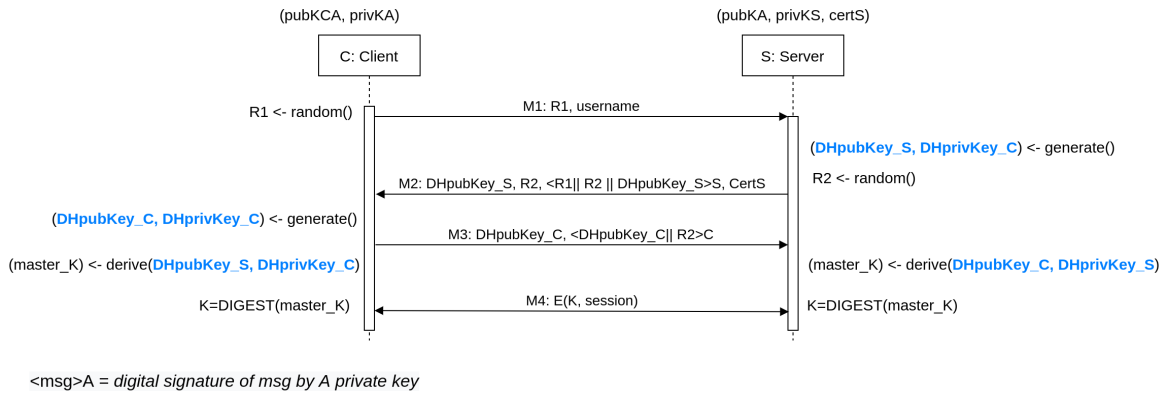 (pubKCA, privKA)
(pubKA, privKS, certS)
C: Client
S: Server
R1 <- random()
M1: R1, username
(DHpubKey_S, DHprivKey_C) <- generate()
R2 <- random()
M2: DHpubKey_S, R2, <R1|| R2 || DHpubKey_S>S, CertS
(DHpubKey_C, DHprivKey_C) <- generate()
M3: DHpubKey_C, <DHpubKey_C|| R2>C
(master_K) <- derive(DHpubKey_S, DHprivKey_C)
(master_K) <- derive(DHpubKey_C, DHprivKey_S)
K=DIGEST(master_K)
M4: E(K, session)
K=DIGEST(master_K)
<msg>A = digital signature of msg by A private key